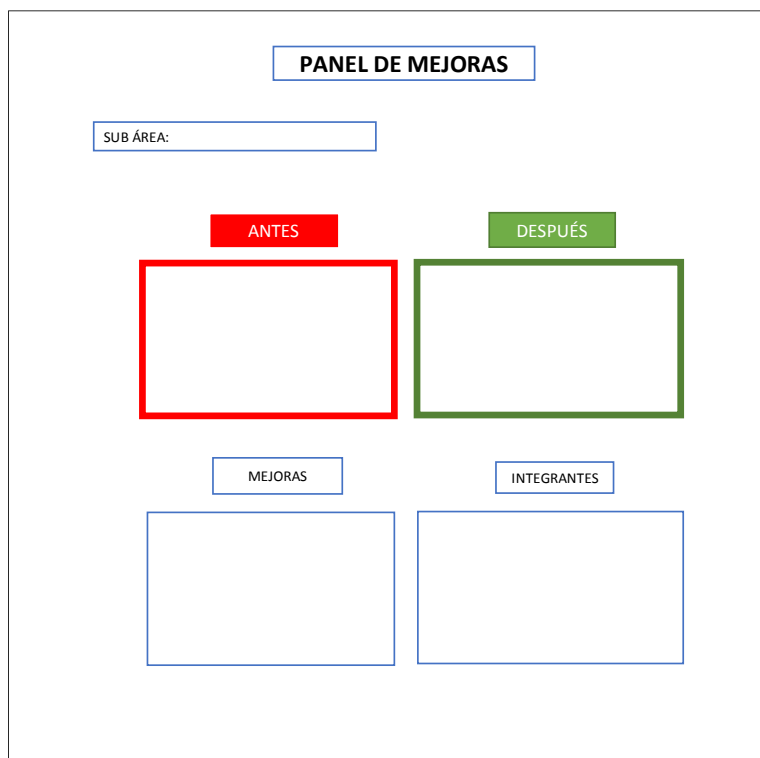 PANEL DE MEJORAS
SUB ÁREA:
ANTES
DESPUÉS
MEJORAS
INTEGRANTES